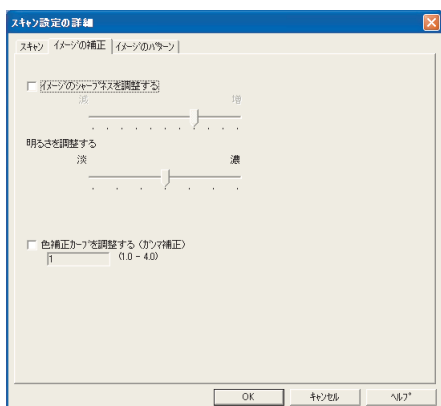 スキャン設定の詳細
スキャン イメージの補正 イメージのパターン
イメージのシャープネスを調整する
減 増
明るさを調整する
淡 濃
色補正カーブを調整する (ガンマ補正)
1 (1.0 - 4.0)
OK キャンセル ヘルプ